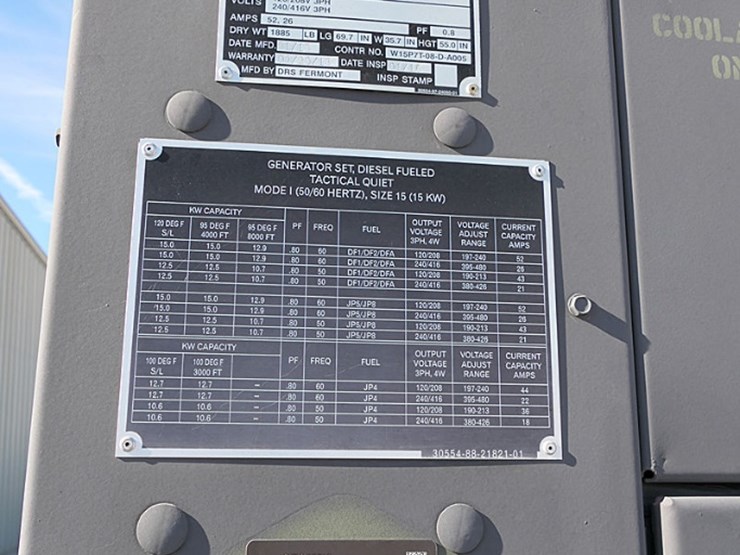 VOLTS 120/208V 3PH
240/416V 3PH
AMPS 52, 26 PF 0.8
DRY WT 1885 LB LG 69.7 IN W 35.7 IN HGT 55.0 IN
DATE MFD. CONTR NO. W15P7T-08-D-A005
WARRANTY DATE INSP
MFD BY DRS FERMONT INSP STAMP
COOL
GENERATOR SET, DIESEL FUELED
TACTICAL QUIET
MODE I (50/60 HERTZ), SIZE 15 (15 KW)
KW CAPACITY
120 DEG F S/L 95 DEG F 4000 FT 95 DEG F 8000 FT PF FREQ FUEL OUTPUT VOLTAGE 3PH, 4W VOLTAGE ADJUST RANGE CURRENT CAPACITY AMPS
15.0 15.0 12.9 .80 60 DF1/DF2/DFA 120/208 197-240 52
15.0 15.0 12.9 .80 60 DF1/DF2/DFA 240/416 395-480 26
12.5 12.5 10.7 .80 50 DF1/DF2/DFA 120/208 190-213 43
12.5 12.5 10.7 .80 50 DF1/DF2/DFA 240/416 380-426 21
15.0 15.0 12.9 .80 60 JP5/JP8 120/208 197-240 52
15.0 15.0 12.9 .80 60 JP5/JP8 240/416 395-480 26
12.5 12.5 10.7 .80 50 JP5/JP8 120/208 190-213 43
12.5 12.5 10.7 .80 50 JP5/JP8 240/416 380-426 21
KW CAPACITY
100 DEG F S/L 100 DEG F 3000 FT PF FREQ FUEL OUTPUT VOLTAGE 3PH, 4W VOLTAGE ADJUST RANGE CURRENT CAPACITY AMPS
12.7 12.7 – .80 60 JP4 120/208 197-240 44
12.7 12.7 – .80 60 JP4 240/416 395-480 22
10.6 10.6 – .80 50 JP4 120/208 190-213 36
10.6 10.6 – .80 50 JP4 240/416 380-426 18
30554-88-21821-01